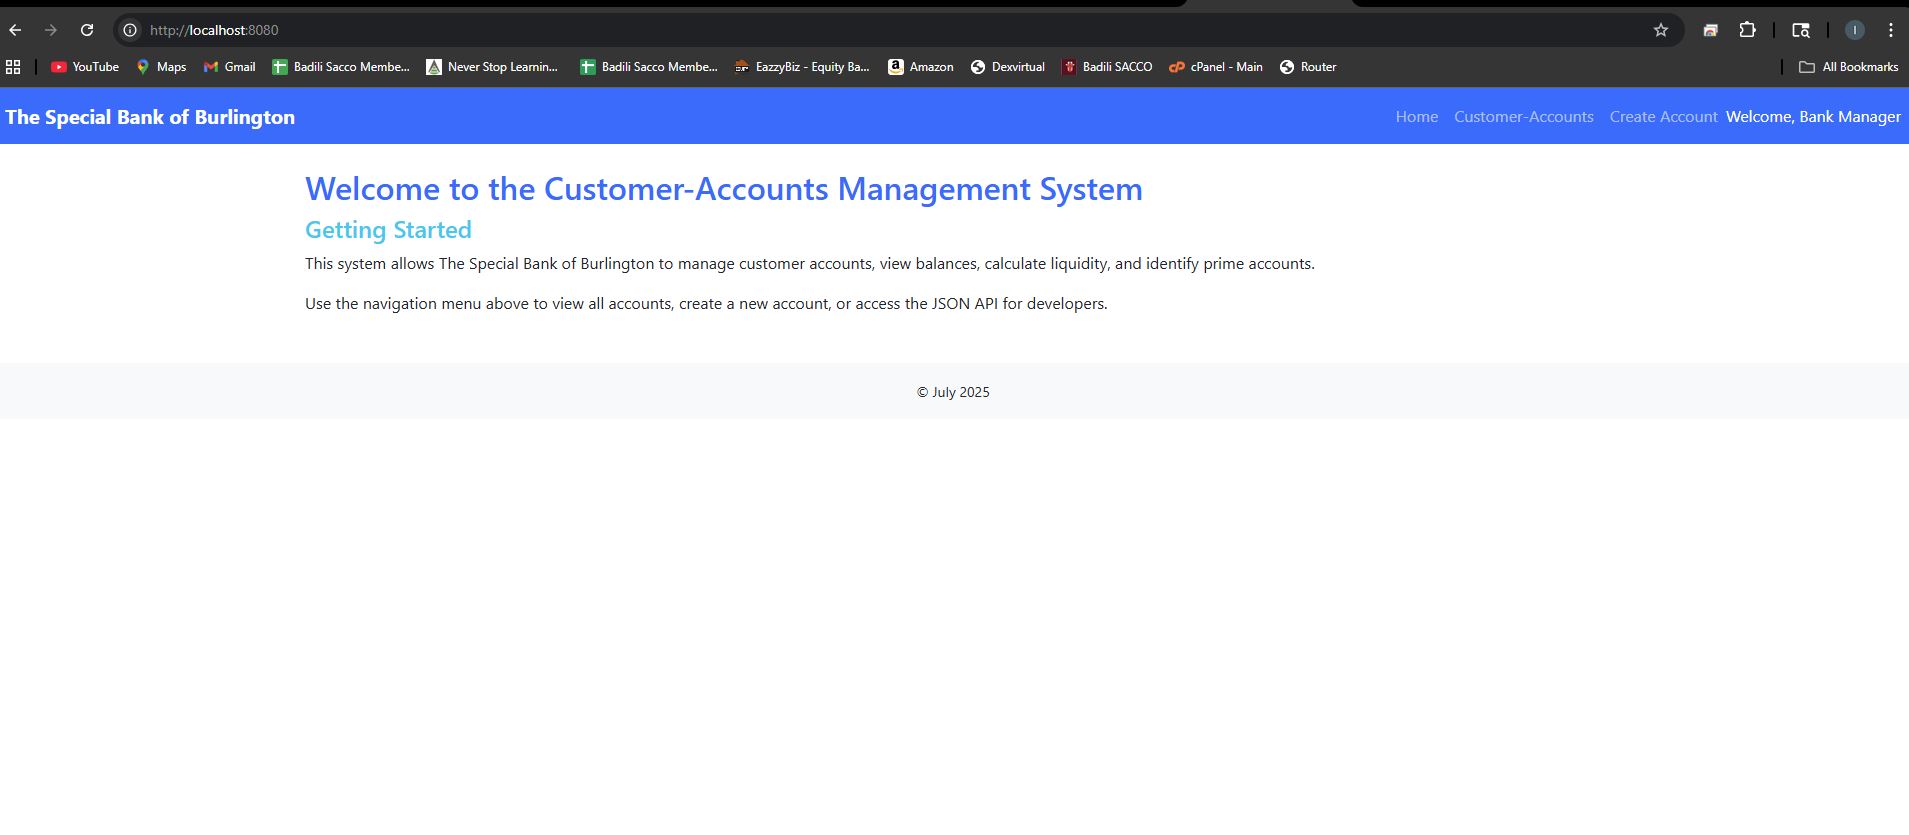 http://localhost:8080
YouTube Maps Gmail Badili Sacco Membe... Never Stop Learnin... Badili Sacco Membe... EazzyBiz - Equity Ba... Amazon Dexvirtual Badili SACCO cPanel - Main Router All Bookmarks
The Special Bank of Burlington Home Customer-Accounts Create Account Welcome, Bank Manager
Welcome to the Customer-Accounts Management System
Getting Started
This system allows The Special Bank of Burlington to manage customer accounts, view balances, calculate liquidity, and identify prime accounts.
Use the navigation menu above to view all accounts, create a new account, or access the JSON API for developers.
© July 2025